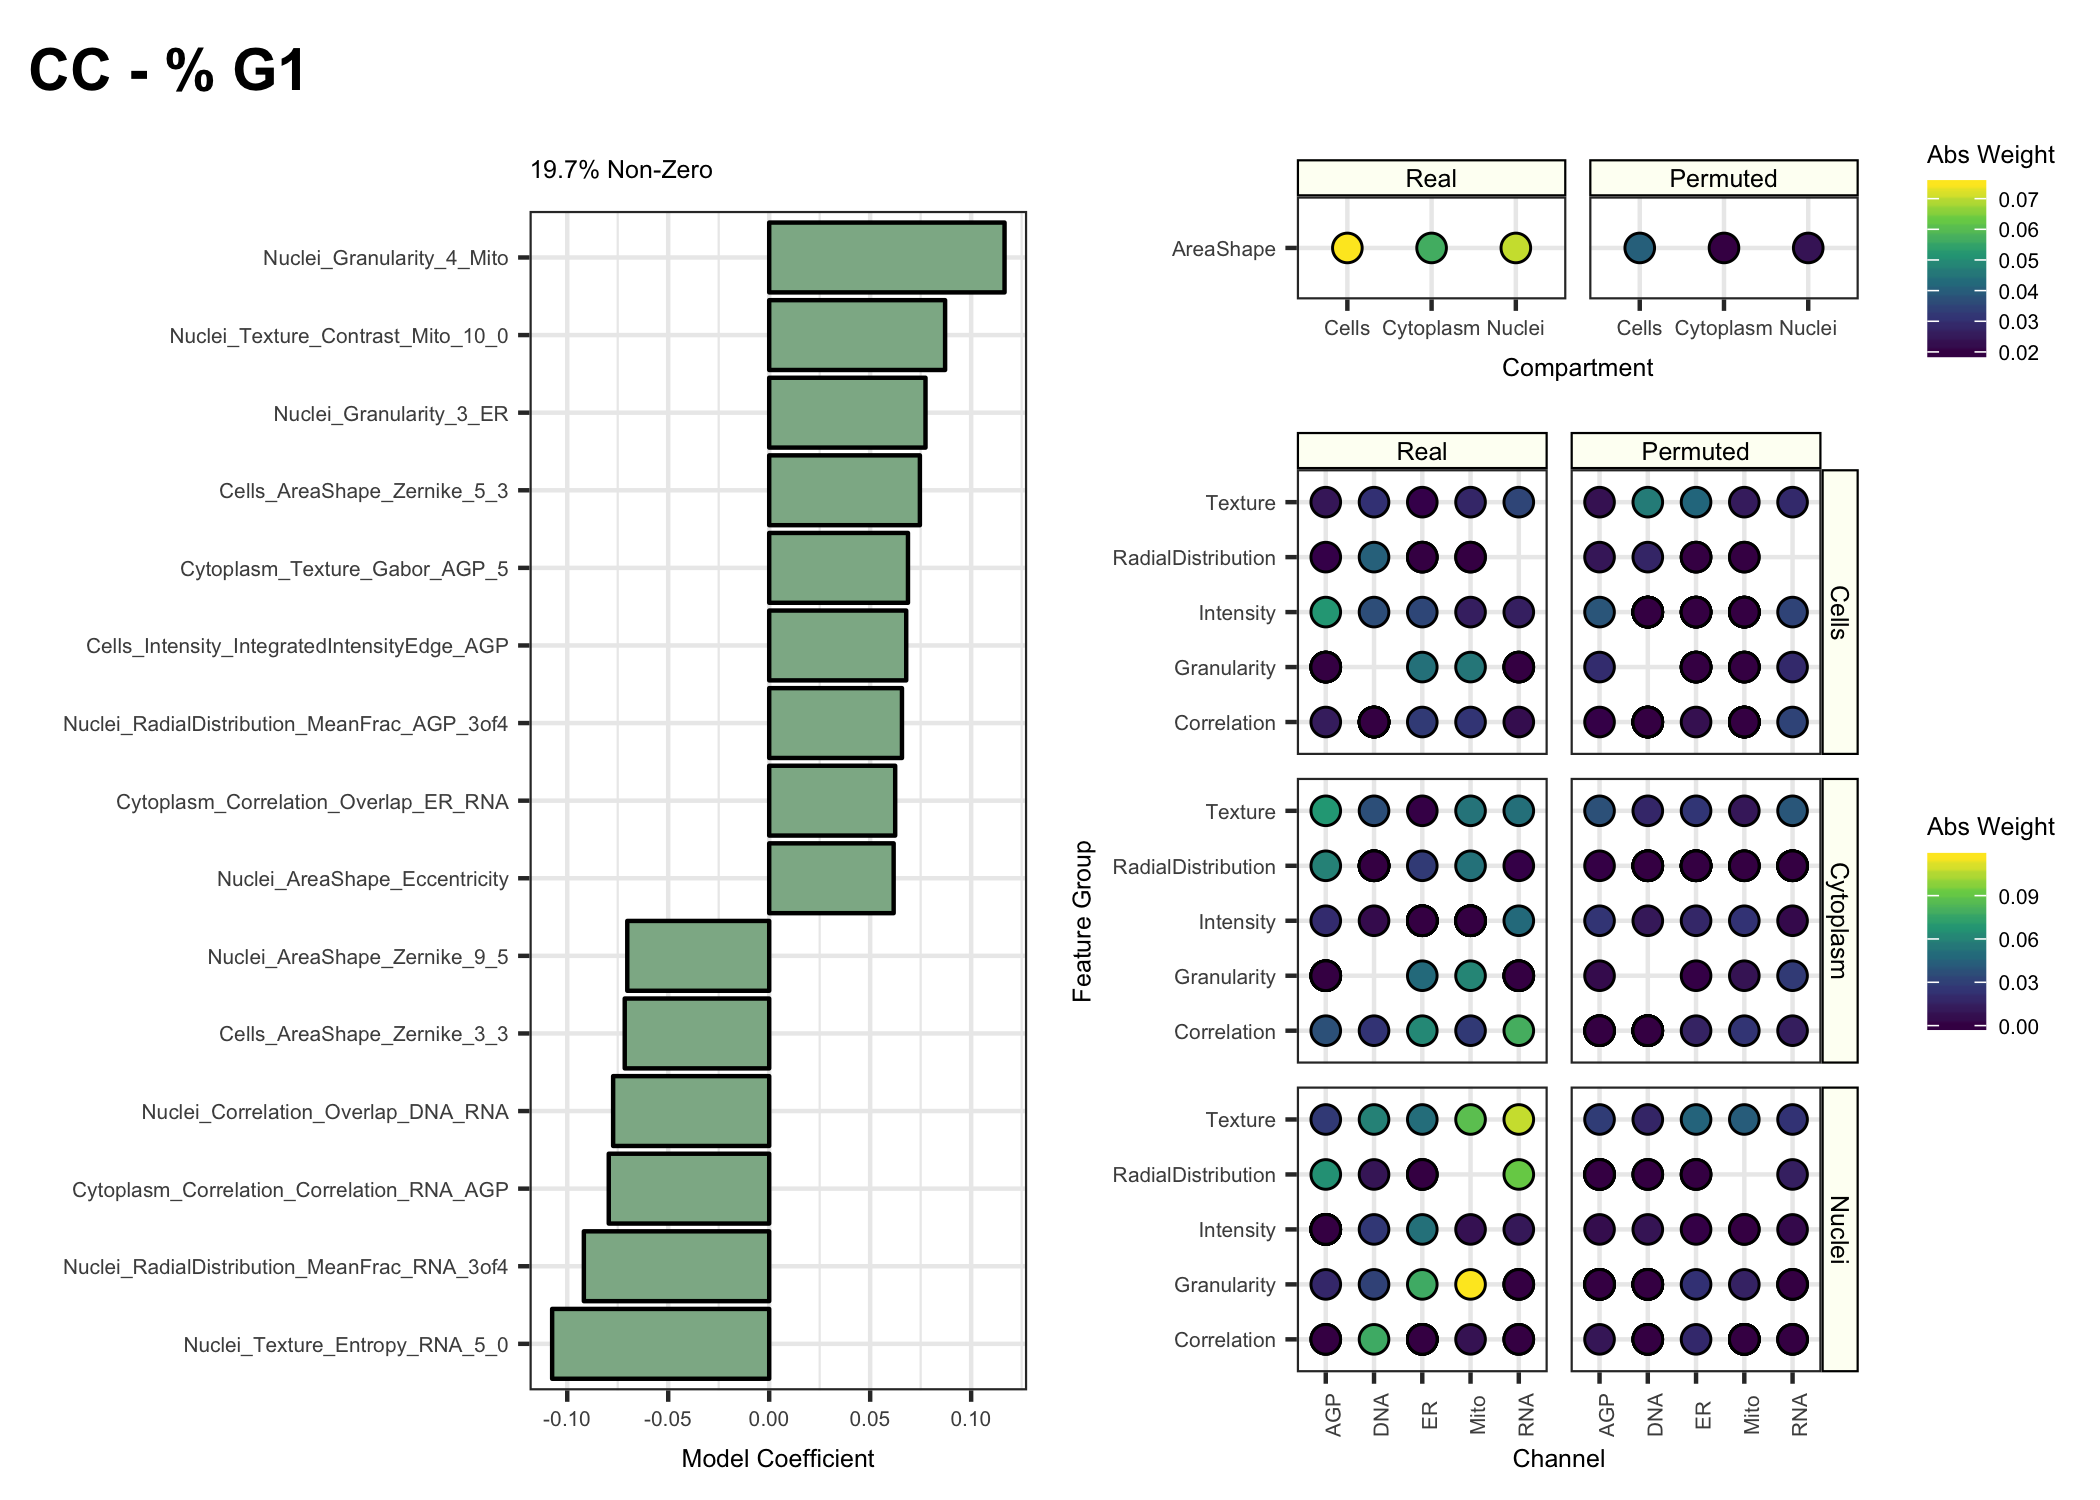 CC - % G1
19.7% Non-Zero
Nuclei_Granularity_4_Mito
Nuclei_Texture_Contrast_Mito_10_0
Nuclei_Granularity_3_ER
Cells_AreaShape_Zernike_5_3
Cytoplasm_Texture_Gabor_AGP_5
Cells_Intensity_IntegratedIntensityEdge_AGP
Nuclei_RadialDistribution_MeanFrac_AGP_3of4
Cytoplasm_Correlation_Overlap_ER_RNA
Nuclei_AreaShape_Eccentricity
Nuclei_AreaShape_Zernike_9_5
Cells_AreaShape_Zernike_3_3
Nuclei_Correlation_Overlap_DNA_RNA
Cytoplasm_Correlation_Correlation_RNA_AGP
Nuclei_RadialDistribution_MeanFrac_RNA_3of4
Nuclei_Texture_Entropy_RNA_5_0
-0.10 -0.05 0.00 0.05 0.10
Model Coefficient
Real Permuted
AreaShape
Cells Cytoplasm Nuclei Cells Cytoplasm Nuclei
Compartment
Abs Weight
0.07
0.06
0.05
0.04
0.03
0.02
Real Permuted
Feature Group
Texture
RadialDistribution
Intensity
Granularity
Correlation
Cells
Texture
RadialDistribution
Intensity
Granularity
Correlation
Cytoplasm
Texture
RadialDistribution
Intensity
Granularity
Correlation
Nuclei
AGP DNA ER Mito RNA AGP DNA ER Mito RNA
Channel
Abs Weight
0.09
0.06
0.03
0.00